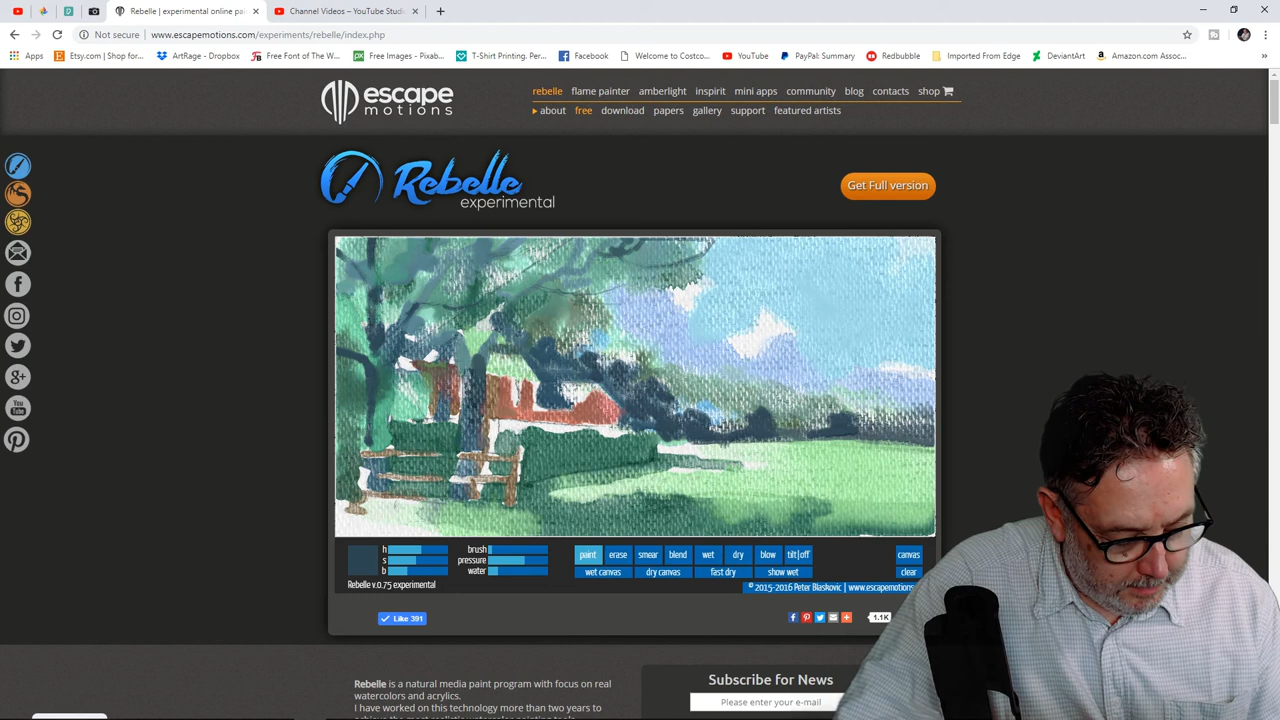 Rebelle | experimental online pai
Channel Videos – YouTube Studi
Not secure | www.escapemotions.com/experiments/rebelle/index.php
Apps
Etsy.com | Shop for...
ArtRage - Dropbox
Free Font of The W...
Free Images - Pixab...
T-Shirt Printing. Per...
Facebook
Welcome to Costco...
YouTube
PayPal: Summary
Redbubble
Imported From Edge
DeviantArt
Amazon.com Assoc...
escape
motions
rebelle flame painter amberlight inspirit mini apps community blog contacts shop
about free download papers gallery support featured artists
Rebelle
experimental
Get Full version
h brush paint erase smear blend wet dry blow tilt|off canvas
s pressure
b water wet canvas dry canvas fast dry show wet clear
Rebelle v.0.75 experimental
© 2015-2016 Peter Blaskovic | www.escapemotions
Like 391
1.1K
Rebelle is a natural media paint program with focus on real
watercolors and acrylics.
I have worked on this technology more than two years to
Subscribe for News
Please enter your e-mail